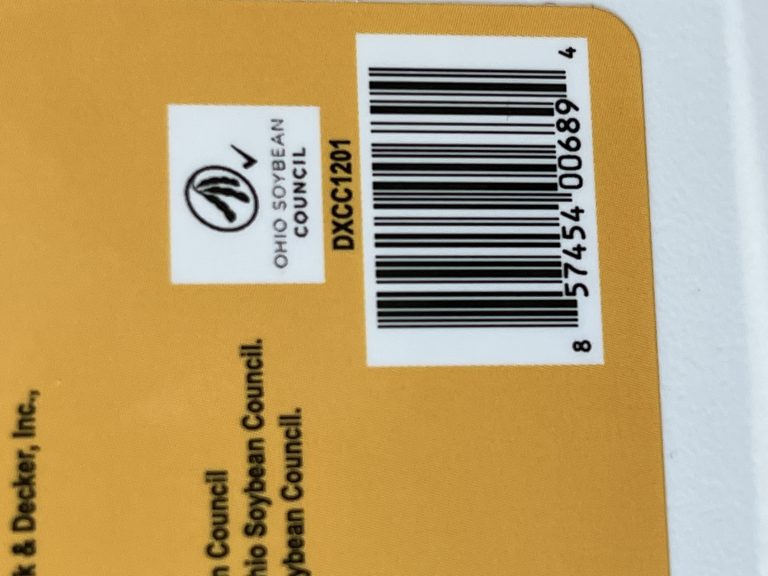 k & Decker, Inc.,
n Council
hio Soybean Council.
ybean Council.
OHIO SOYBEAN
COUNCIL
DXCC1201
8 57454 00689 4